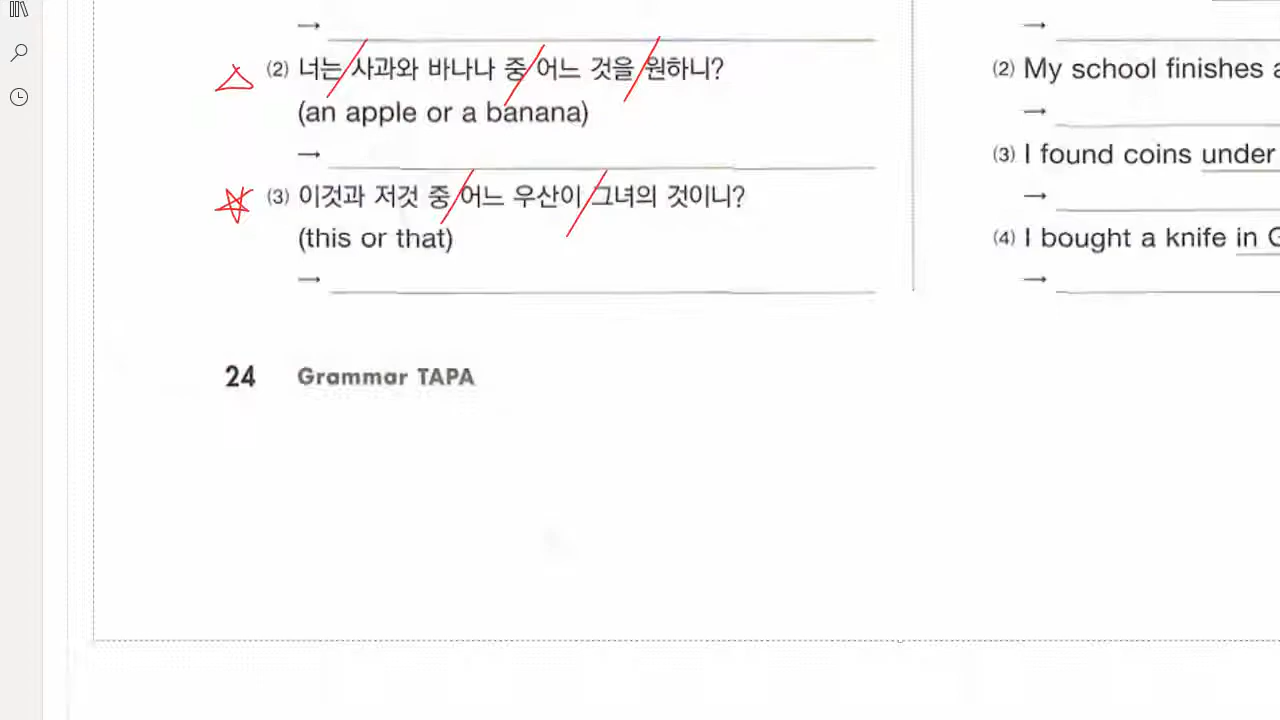 →
(2) 너는 사과와 바나나 중 어느 것을 원하니?
(an apple or a banana)
→
(3) 이것과 저것 중 어느 우산이 그녀의 것이니?
(this or that)
→
→
(2) My school finishes a
→
(3) I found coins under
→
(4) I bought a knife in G
→
24 Grammar TAPA